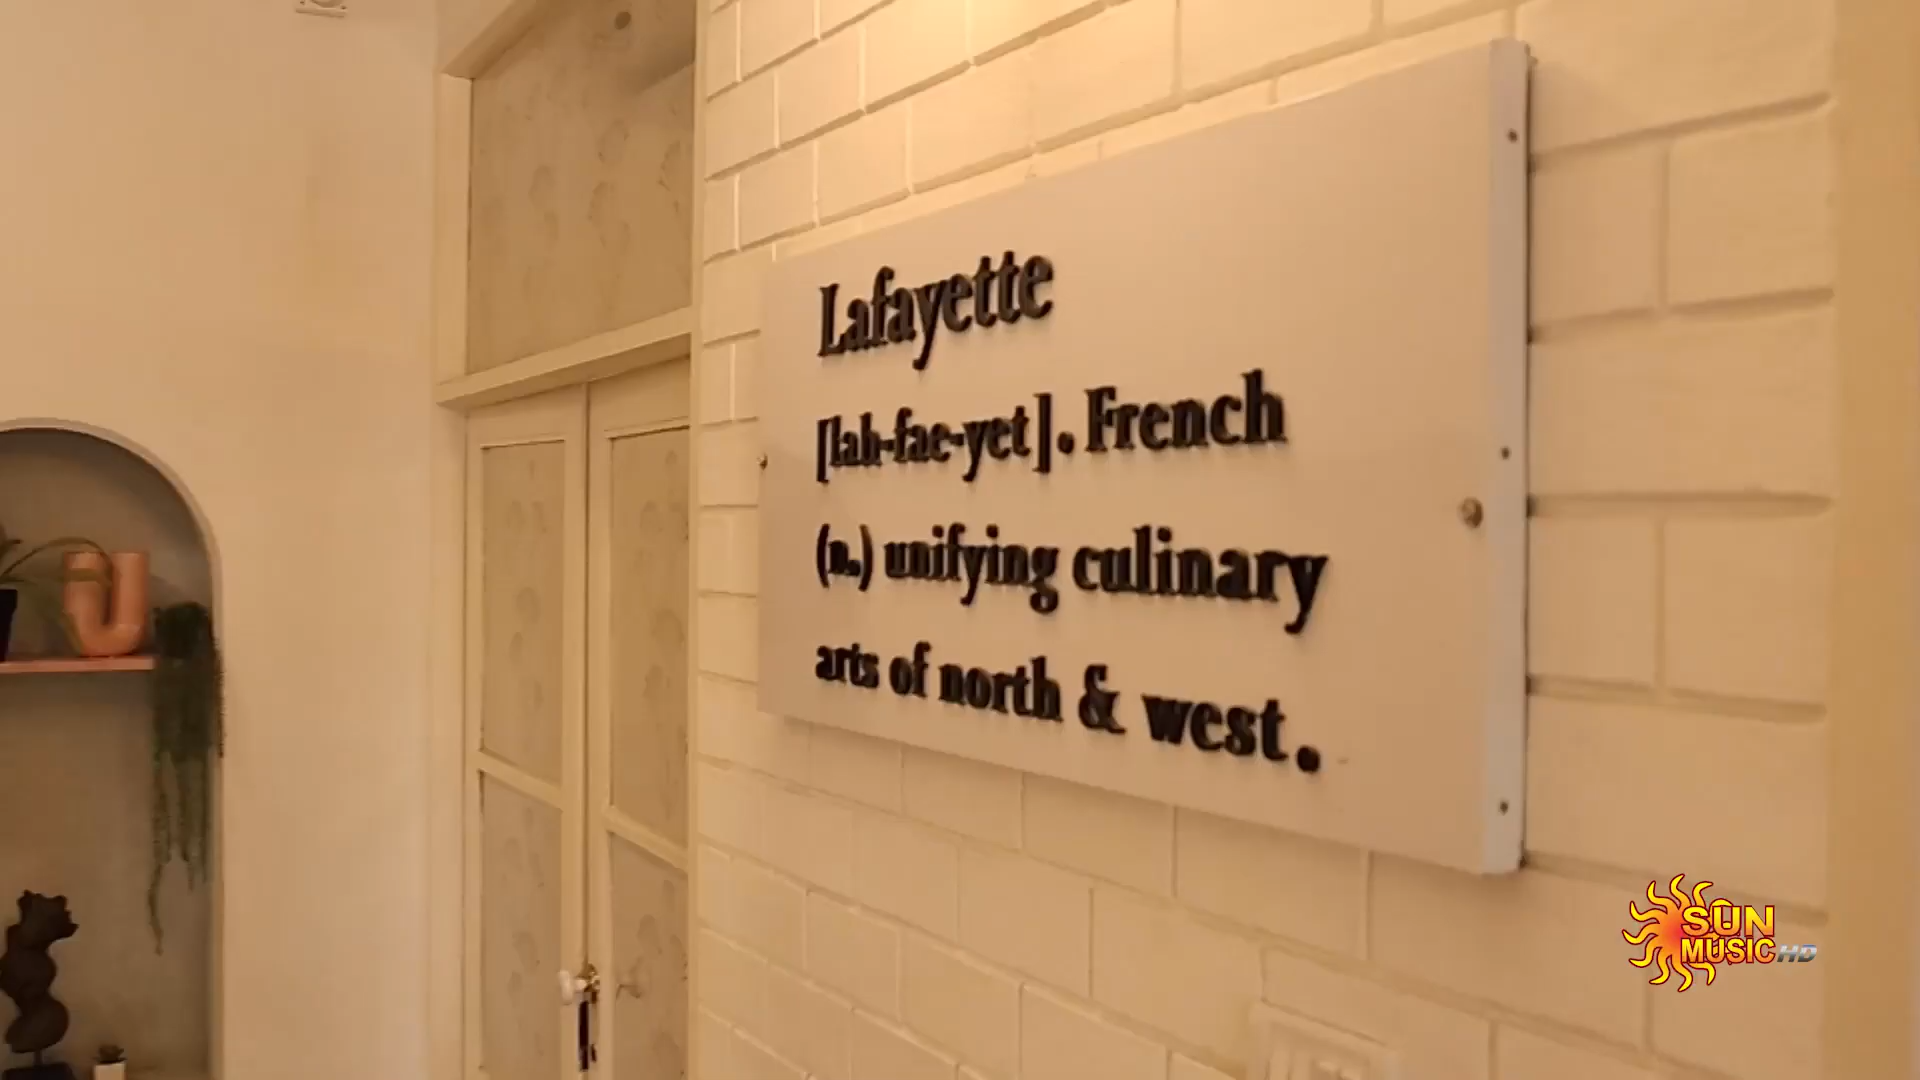 Lafayette
[lah-fae-yet]. French
(n.) unifying culinary
arts of north & west.
SUN
MUSIC HD